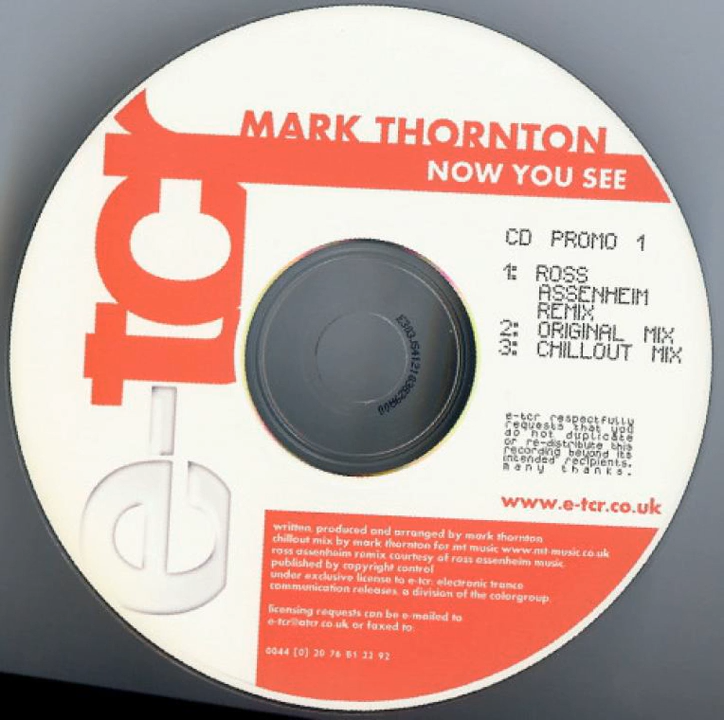 MARK THORNTON
NOW YOU SEE
e-tcr
CD PROMO 1
1: ROSS
ASSENHEIM
REMIX
2: ORIGINAL MIX
3: CHILLOUT MIX
e-tcr respectfully
requests that you
do not duplicate
or re-distribute this
recording beyond its
intended recipients.
many thanks.
www.e-tcr.co.uk
written, produced and arranged by mark thornton
chillout mix by mark thornton for mt music www.mt-music.co.uk
ross assenheim remix courtesy of ross assenheim music.
published by copyright control
under exclusive license to e-tcr: electronic trance
communication releases, a division of the colorgroup.
licensing requests can be e-mailed to
e-tcr@atcr.co.uk or faxed to:
0044 [0] 20 76 81 33 92